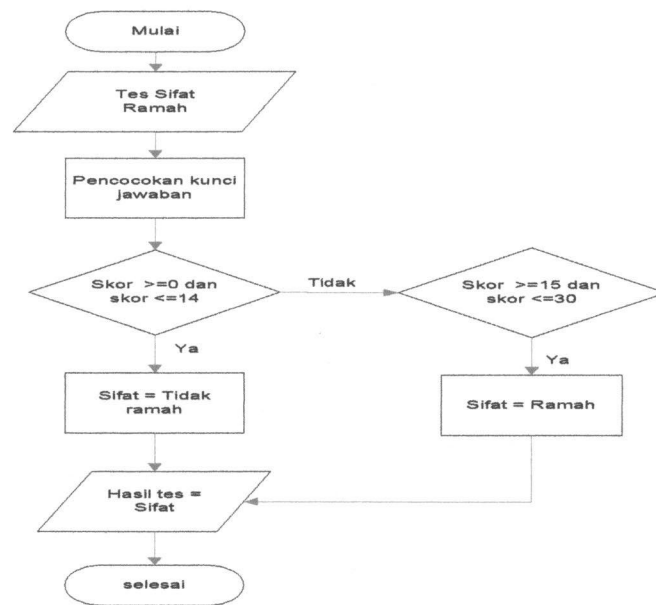 Mulai
Tes Sifat
Ramah
Pencocokan kunci
jawaban
Skor >=0 dan
skor <=14
Tidak
Skor >=15 dan
skor <=30
Ya
Ya
Sifat = Tidak
ramah
Sifat = Ramah
Hasil tes =
Sifat
selesai